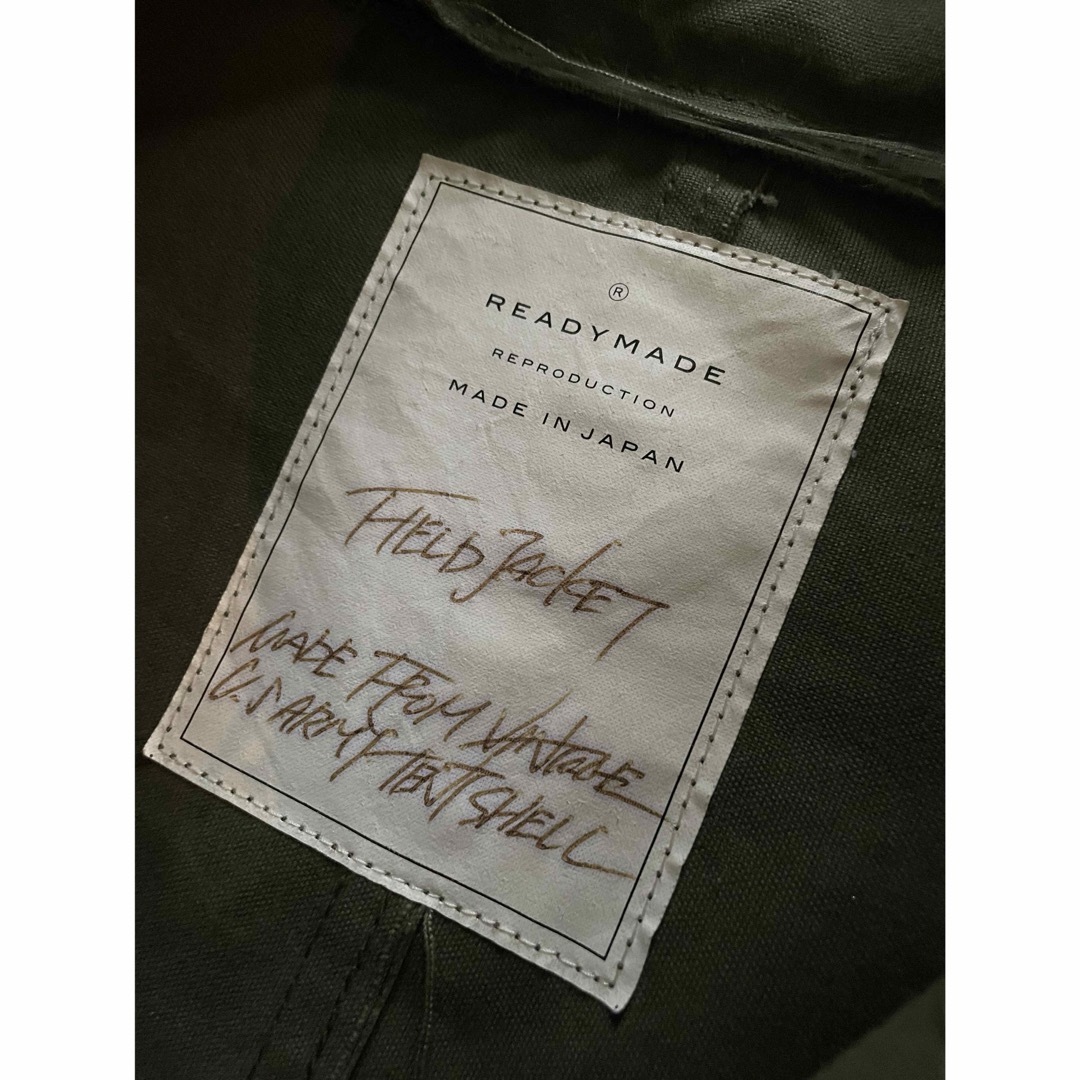 ®
READYMADE
REPRODUCTION
MADE IN JAPAN
FIELD JACKET
MADE FROM VINTAGE
U.S ARMY TENT SHELL